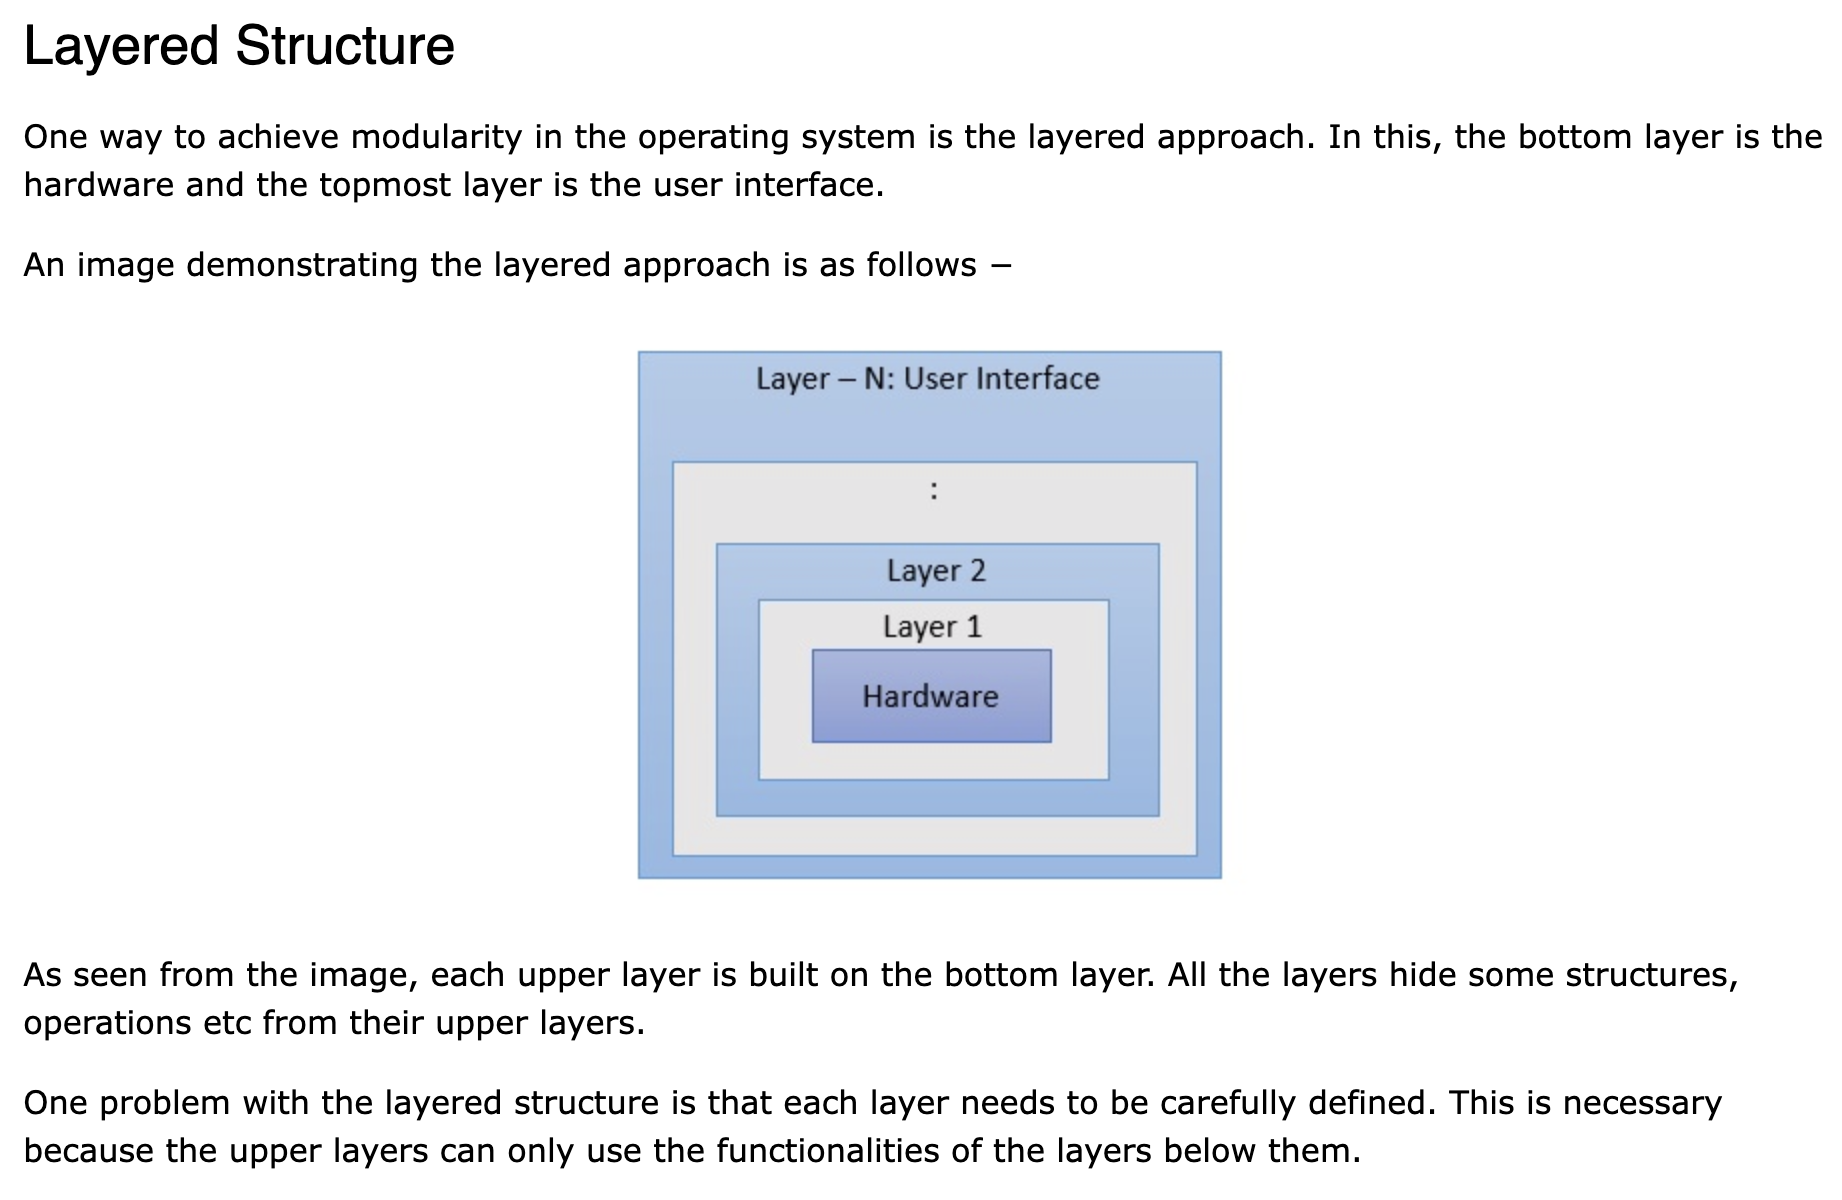 Layered Structure
One way to achieve modularity in the operating system is the layered approach. In this, the bottom layer is the
hardware and the topmost layer is the user interface.
An image demonstrating the layered approach is as follows –
Layer – N: User Interface
:
Layer 2
Layer 1
Hardware
As seen from the image, each upper layer is built on the bottom layer. All the layers hide some structures,
operations etc from their upper layers.
One problem with the layered structure is that each layer needs to be carefully defined. This is necessary
because the upper layers can only use the functionalities of the layers below them.